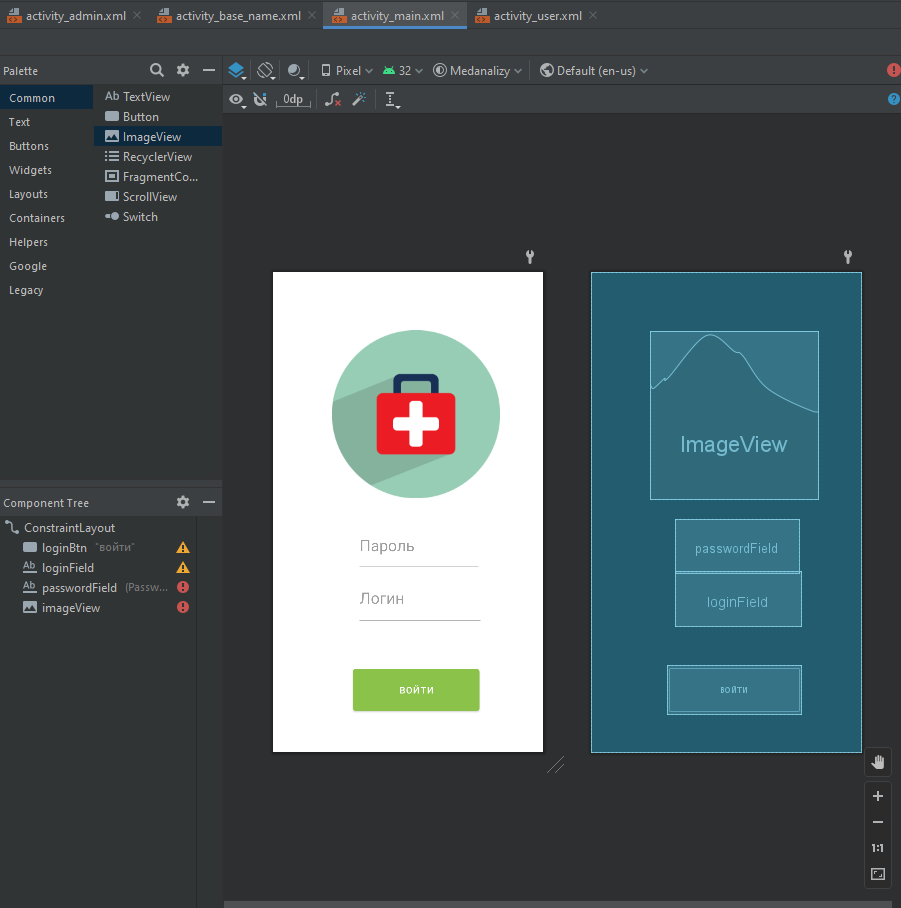 activity_admin.xml activity_base_name.xml activity_main.xml activity_user.xml
Palette
Pixel 32 Medanalizy Default (en-us)
Common
Text
Buttons
Widgets
Layouts
Containers
Helpers
Google
Legacy
Ab TextView
Button
ImageView
RecyclerView
FragmentCo...
ScrollView
Switch
0dp
Component Tree
ConstraintLayout
loginBtn "войти"
Ab loginField
Ab passwordField (Passw...
imageView
Пароль
Логин
ВОЙТИ
ImageView
passwordField
loginField
ВОЙТИ
1:1